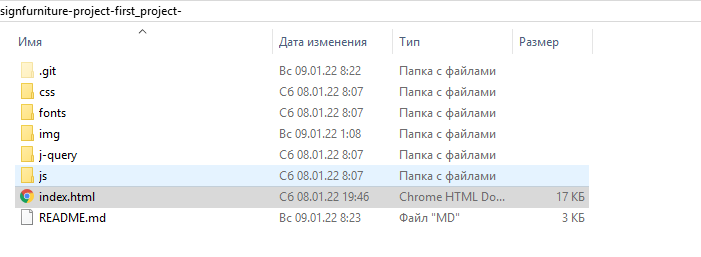 signfurniture-project-first_project-
Имя Дата изменения Тип Размер
.git Вс 09.01.22 8:22 Папка с файлами
css Сб 08.01.22 8:07 Папка с файлами
fonts Сб 08.01.22 8:07 Папка с файлами
img Вс 09.01.22 1:08 Папка с файлами
j-query Сб 08.01.22 8:07 Папка с файлами
js Сб 08.01.22 8:07 Папка с файлами
index.html Сб 08.01.22 19:46 Chrome HTML Do... 17 КБ
README.md Вс 09.01.22 8:23 Файл "MD" 3 КБ